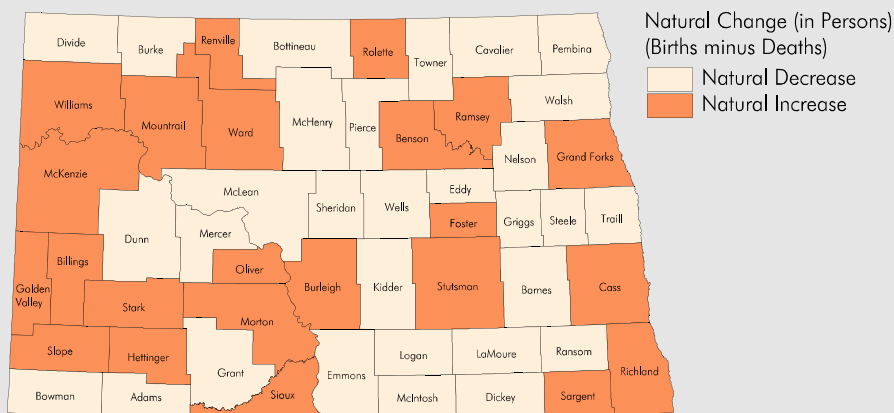 Natural Change (in Persons)
(Births minus Deaths)
Natural Decrease
Natural Increase
Divide
Burke
Renville
Bottineau
Rolette
Towner
Cavalier
Pembina
Williams
Mountrail
Ward
McHenry
Pierce
Benson
Ramsey
Walsh
Nelson
Grand Forks
McKenzie
McLean
Sheridan
Wells
Eddy
Foster
Griggs
Steele
Traill
Dunn
Mercer
Oliver
Billings
Golden
Valley
Stark
Morton
Burleigh
Kidder
Stutsman
Barnes
Cass
Slope
Hettinger
Grant
Emmons
Logan
LaMoure
Ransom
Richland
Bowman
Adams
Sioux
McIntosh
Dickey
Sargent